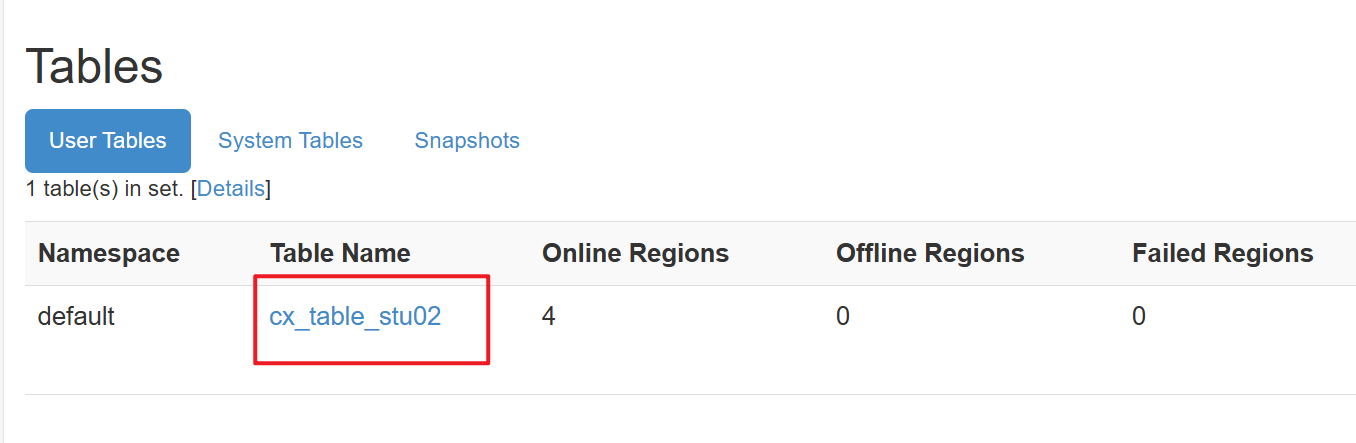 Tables
User Tables System Tables Snapshots
1 table(s) in set. [Details]
Namespace Table Name Online Regions Offline Regions Failed Regions
default cx_table_stu02 4 0 0